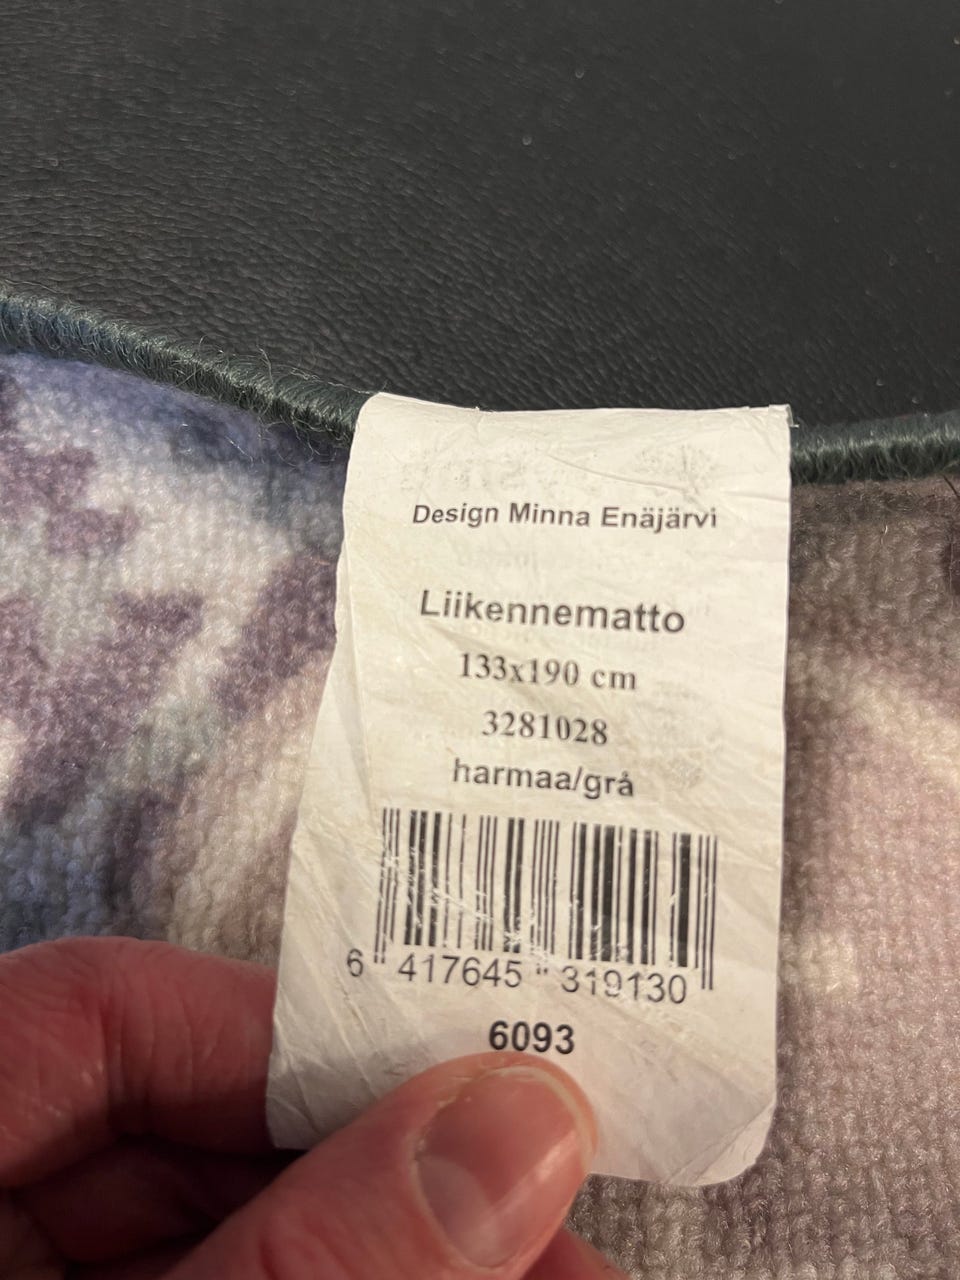 Design Minna Enäjärvi
Liikennematto
133x190 cm
3281028
harmaa/grå
6 417645 319130
6093